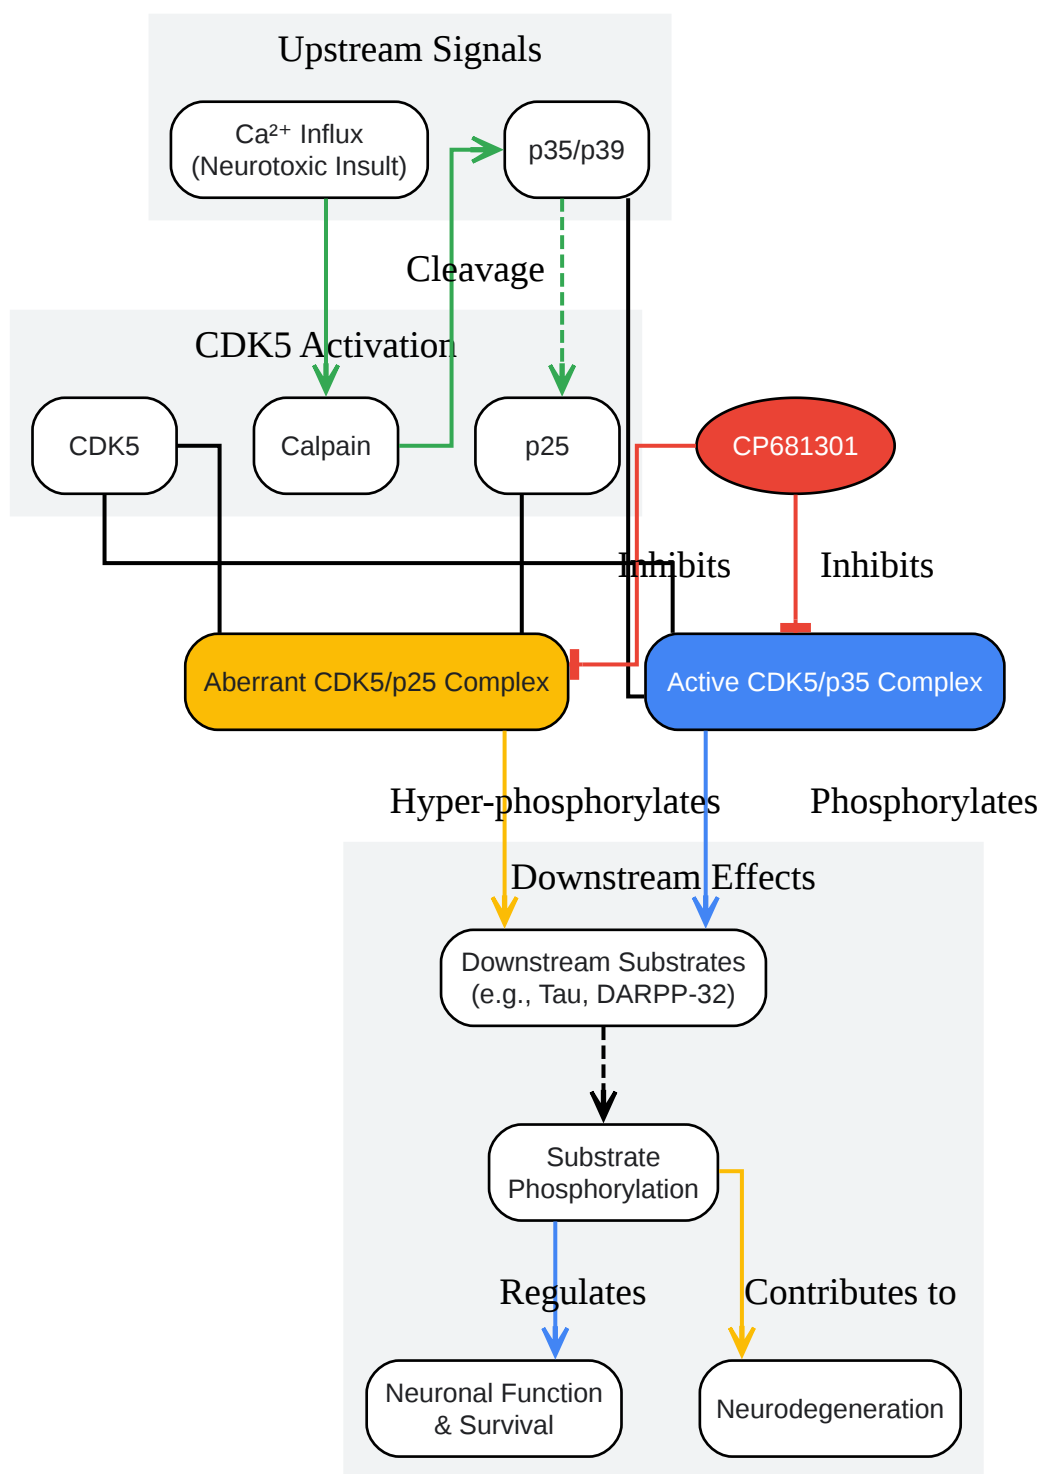 Upstream Signals
Ca²⁺ Influx
(Neurotoxic Insult)
p35/p39
Cleavage
CDK5 Activation
CDK5
Calpain
p25
CP681301
Inhibits
Inhibits
Aberrant CDK5/p25 Complex
Active CDK5/p35 Complex
Hyper-phosphorylates
Phosphorylates
Downstream Effects
Downstream Substrates
(e.g., Tau, DARPP-32)
Substrate
Phosphorylation
Regulates
Contributes to
Neuronal Function
& Survival
Neurodegeneration